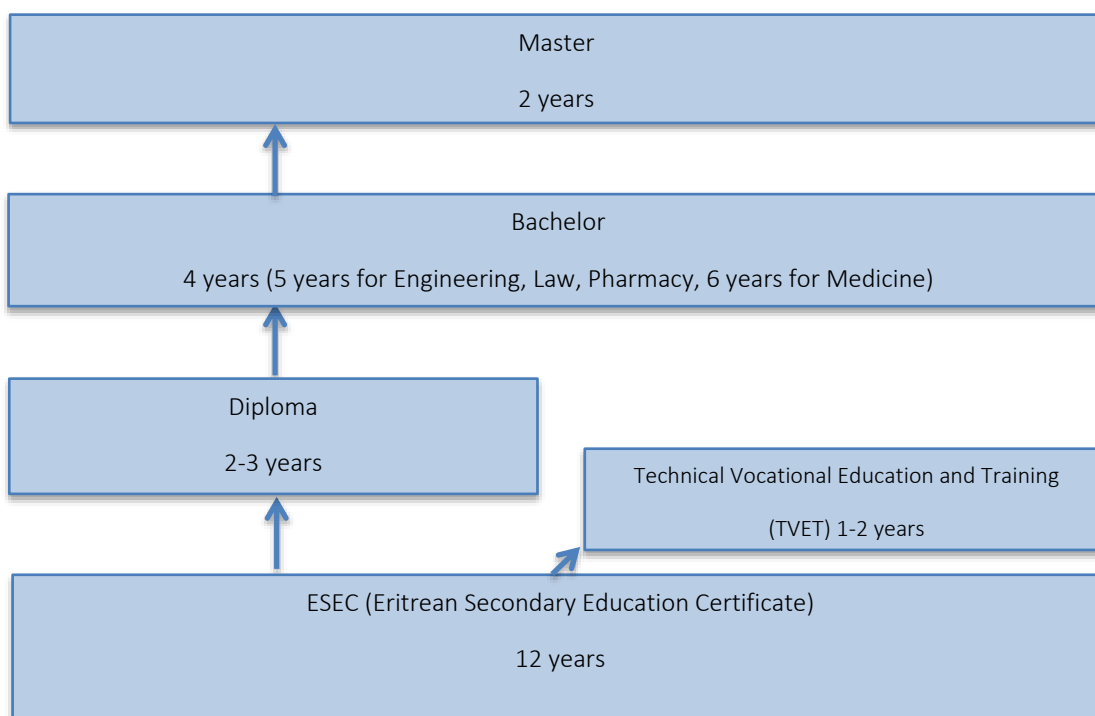 Master
2 years
Bachelor
4 years (5 years for Engineering, Law, Pharmacy, 6 years for Medicine)
Diploma
2-3 years
Technical Vocational Education and Training
(TVET) 1-2 years
ESEC (Eritrean Secondary Education Certificate)
12 years